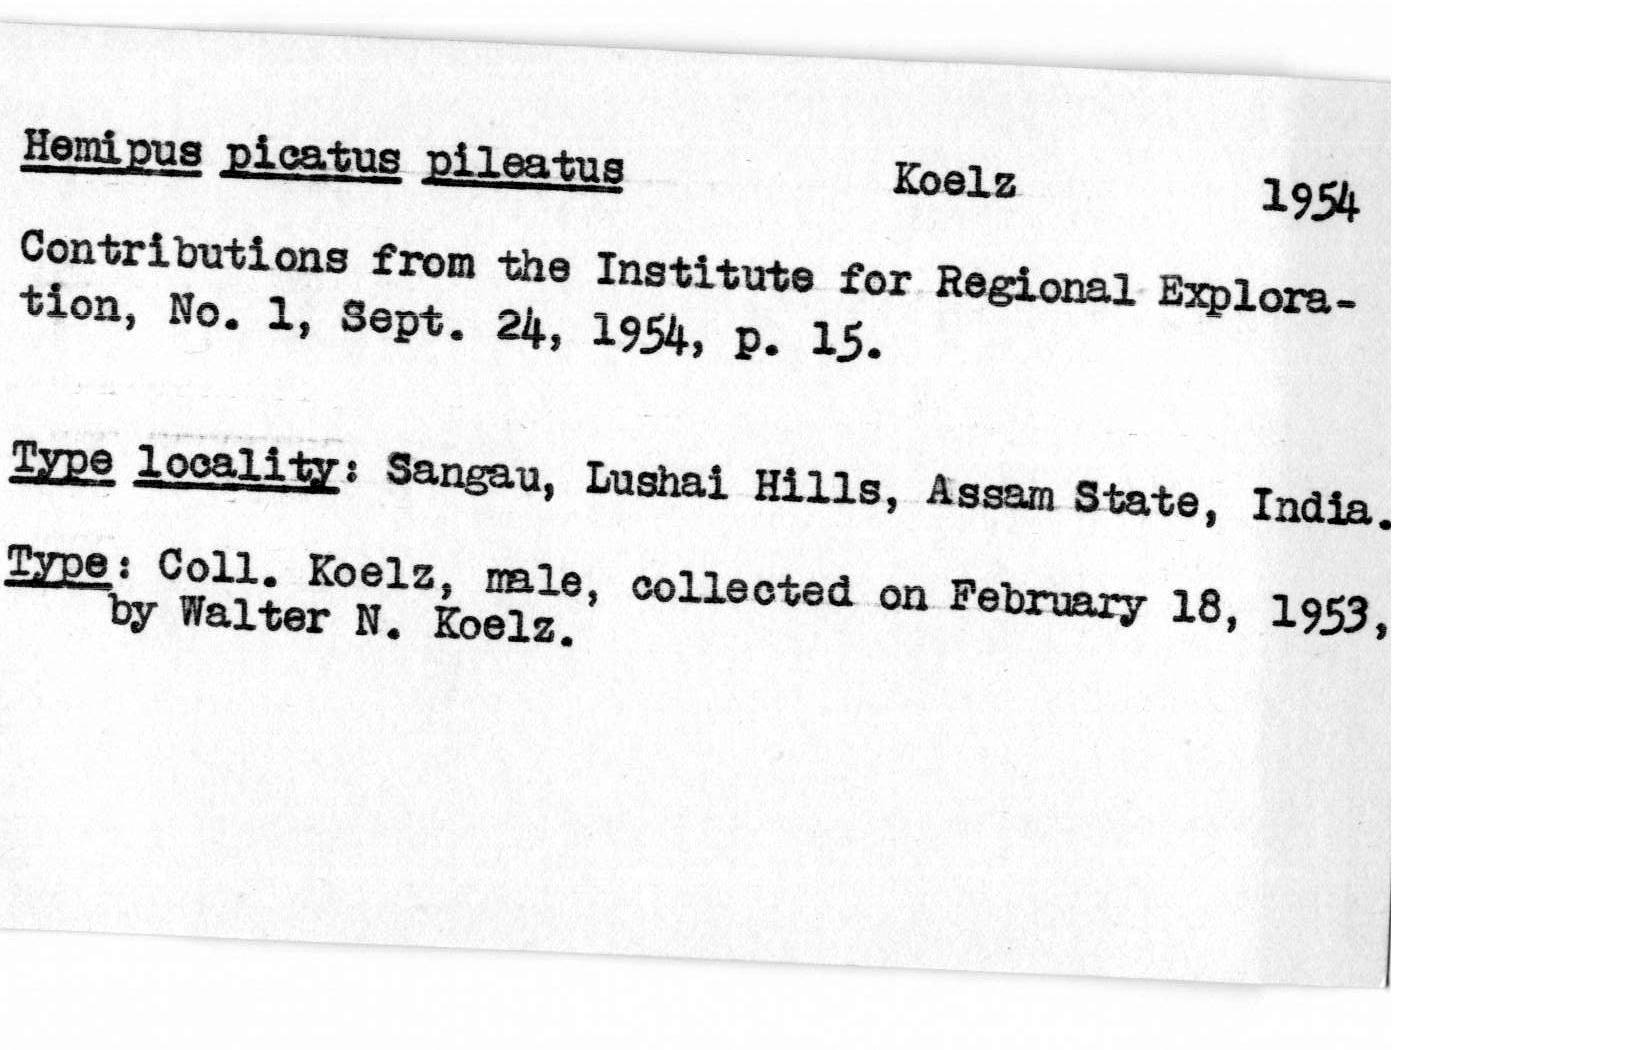 Hemipus picatus pileatus Koelz 1954
Contributions from the Institute for Regional Explora-
tion, No. 1, Sept. 24, 1954, p. 15.
Type locality: Sangau, Lushai Hills, Assam State, India.
Type: Coll. Koelz, male, collected on February 18, 1953,
by Walter N. Koelz.